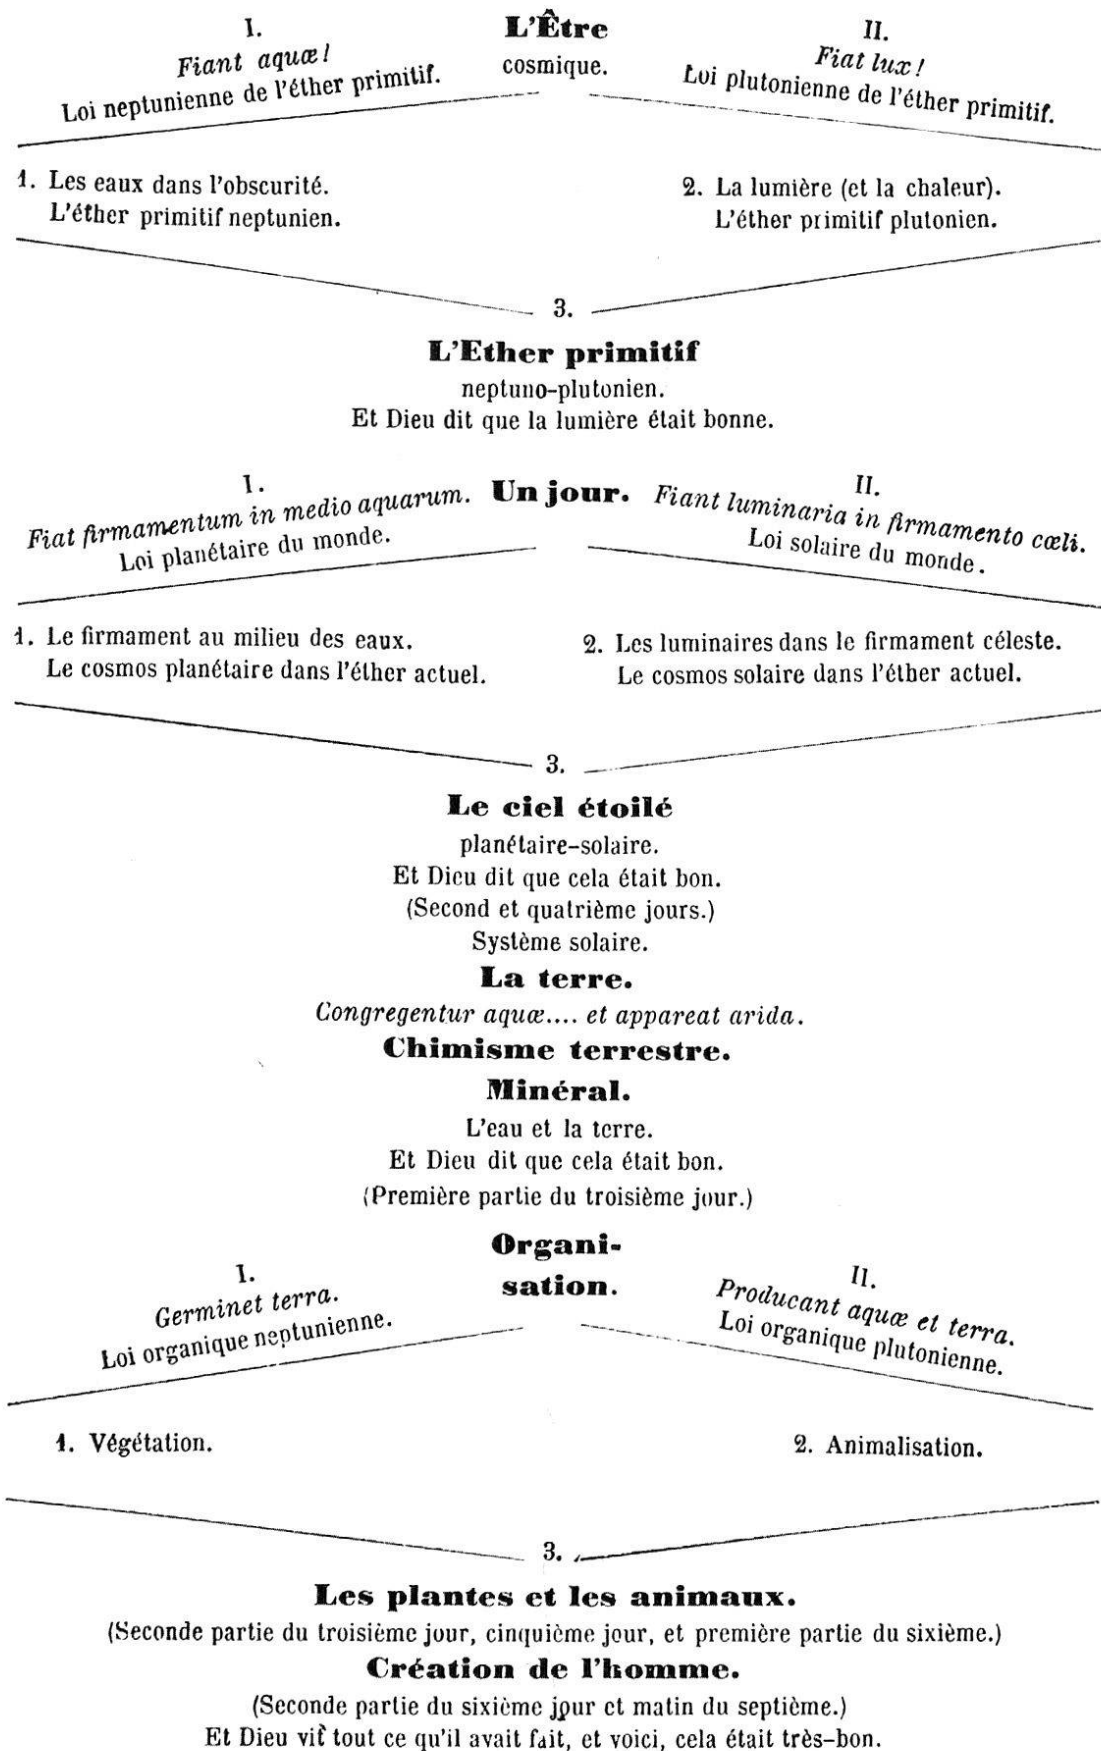 L'Être
cosmique.
I.
Fiant aquæ!
Loi neptunienne de l'éther primitif.
II.
Fiat lux!
Loi plutonienne de l'éther primitif.
1. Les eaux dans l'obscurité.
L'éther primitif neptunien.
2. La lumière (et la chaleur).
L'éther primitif plutonien.
3.
L'Ether primitif
neptuno-plutonien.
Et Dieu dit que la lumière était bonne.
Un jour.
I.
Fiat firmamentum in medio aquarum.
Loi planétaire du monde.
II.
Fiant luminaria in firmamento cœli.
Loi solaire du monde.
1. Le firmament au milieu des eaux.
Le cosmos planétaire dans l'éther actuel.
2. Les luminaires dans le firmament céleste.
Le cosmos solaire dans l'éther actuel.
3.
Le ciel étoilé
planétaire-solaire.
Et Dieu dit que cela était bon.
(Second et quatrième jours.)
Système solaire.
La terre.
Congregentur aquæ.... et appareat arida.
Chimisme terrestre.
Minéral.
L'eau et la terre.
Et Dieu dit que cela était bon.
(Première partie du troisième jour.)
Organi-
sation.
I.
Germinet terra.
Loi organique neptunienne.
II.
Producant aquæ et terra.
Loi organique plutonienne.
1. Végétation.
2. Animalisation.
3.
Les plantes et les animaux.
(Seconde partie du troisième jour, cinquième jour, et première partie du sixième.)
Création de l'homme.
(Seconde partie du sixième jour et matin du septième.)
Et Dieu vit tout ce qu'il avait fait, et voici, cela était très-bon.